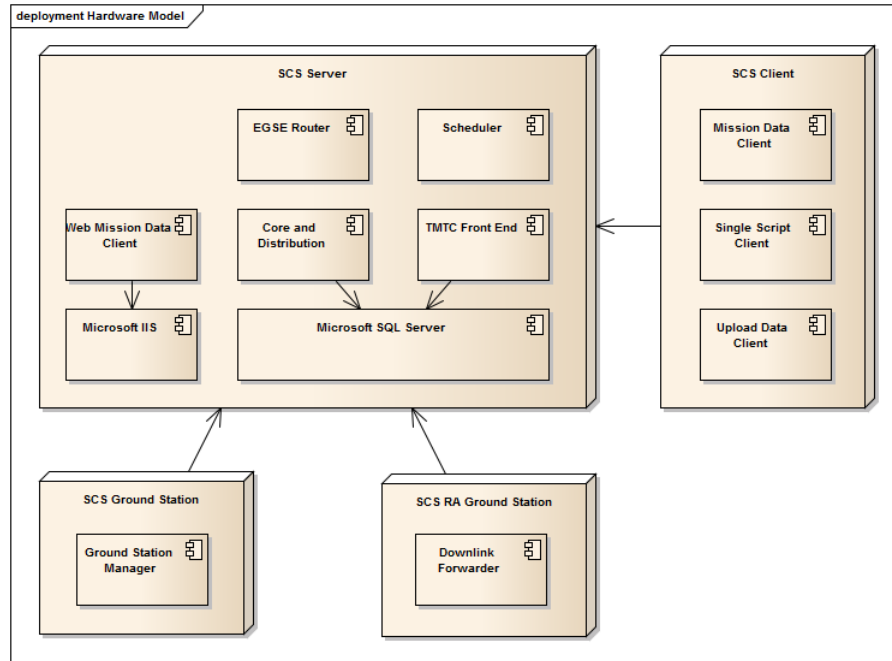 deployment Hardware Model
SCS Server
EGSE Router
Scheduler
Web Mission Data
Client
Core and
Distribution
TMTC Front End
Microsoft IIS
Microsoft SQL Server
SCS Client
Mission Data
Client
Single Script
Client
Upload Data
Client
SCS Ground Station
Ground Station
Manager
SCS RA Ground Station
Downlink
Forwarder